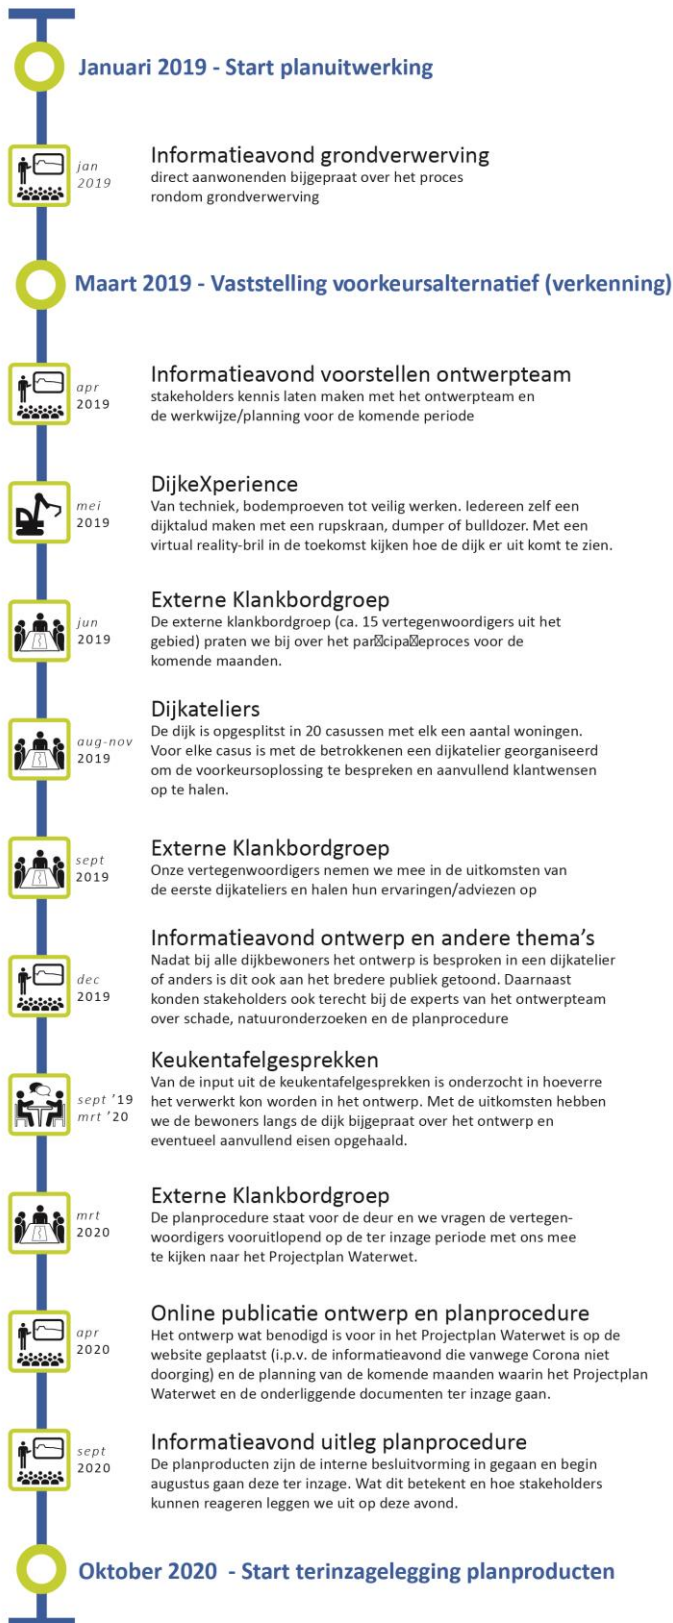 Januari 2019 - Start planuitwerking
jan
2019
Informatieavond grondverwerving
direct aanwonenden bijgepraat over het proces
rondom grondverwerving
Maart 2019 - Vaststelling voorkeursalternatief (verkenning)
apr
2019
Informatieavond voorstellen ontwerpteam
stakeholders kennis laten maken met het ontwerpteam en
de werkwijze/planning voor de komende periode
mei
2019
DijkeXperience
Van techniek, bodemproeven tot veilig werken. Iedereen zelf een
dijktalud maken met een rupskraan, dumper of bulldozer. Met een
virtual reality-bril in de toekomst kijken hoe de dijk er uit komt te zien.
jun
2019
Externe Klankbordgroep
De externe klankbordgroep (ca. 15 vertegenwoordigers uit het
gebied) praten we bij over het par☒cipa☒eproces voor de
komende maanden.
aug-nov
2019
Dijkateliers
De dijk is opgesplitst in 20 casussen met elk een aantal woningen.
Voor elke casus is met de betrokkenen een dijkatelier georganiseerd
om de voorkeursoplossing te bespreken en aanvullend klantwensen
op te halen.
sept
2019
Externe Klankbordgroep
Onze vertegenwoordigers nemen we mee in de uitkomsten van
de eerste dijkateliers en halen hun ervaringen/adviezen op
dec
2019
Informatieavond ontwerp en andere thema's
Nadat bij alle dijkbewoners het ontwerp is besproken in een dijkatelier
of anders is dit ook aan het bredere publiek getoond. Daarnaast
konden stakeholders ook terecht bij de experts van het ontwerpteam
over schade, natuuronderzoeken en de planprocedure
sept '19
mrt '20
Keukentafelgesprekken
Van de input uit de keukentafelgesprekken is onderzocht in hoeverre
het verwerkt kon worden in het ontwerp. Met de uitkomsten hebben
we de bewoners langs de dijk bijgepraat over het ontwerp en
eventueel aanvullend eisen opgehaald.
mrt
2020
Externe Klankbordgroep
De planprocedure staat voor de deur en we vragen de vertegen-
woordigers vooruitlopend op de ter inzage periode met ons mee
te kijken naar het Projectplan Waterwet.
apr
2020
Online publicatie ontwerp en planprocedure
Het ontwerp wat benodigd is voor in het Projectplan Waterwet is op de
website geplaatst (i.p.v. de informatieavond die vanwege Corona niet
doorging) en de planning van de komende maanden waarin het Projectplan
Waterwet en de onderliggende documenten ter inzage gaan.
sept
2020
Informatieavond uitleg planprocedure
De planproducten zijn de interne besluitvorming in gegaan en begin
augustus gaan deze ter inzage. Wat dit betekent en hoe stakeholders
kunnen reageren leggen we uit op deze avond.
Oktober 2020 - Start terinzagelegging planproducten